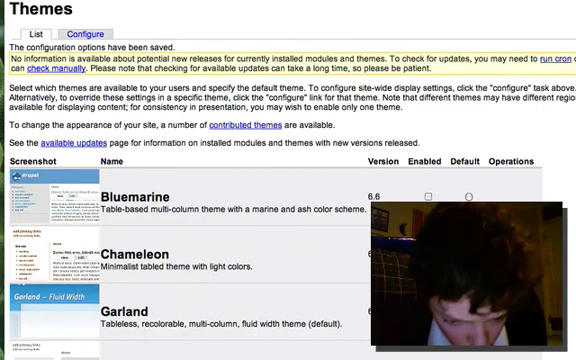 Themes
List Configure
The configuration options have been saved.
No information is available about potential new releases for currently installed modules and themes. To check for updates, you may need to run cron
can check manually. Please note that checking for available updates can take a long time, so please be patient.
Select which themes are available to your users and specify the default theme. To configure site-wide display settings, click the "configure" task above.
Alternatively, to override these settings in a specific theme, click the "configure" link for that theme. Note that different themes may have different
available for displaying content; for consistency in presentation, you may wish to enable only one theme.
To change the appearance of your site, a number of contributed themes are available.
See the available updates page for information on installed modules and themes with new versions released.
Screenshot Name Version Enabled Default Operations
drupal
Bluemarine 6.6
Table-based multi-column theme with a marine and ash color scheme.
Chameleon
Minimalist tabled theme with light colors.
Garland – Fluid Width
Garland
Tableless, recolorable, multi-column, fluid width theme (default).
edit primary links